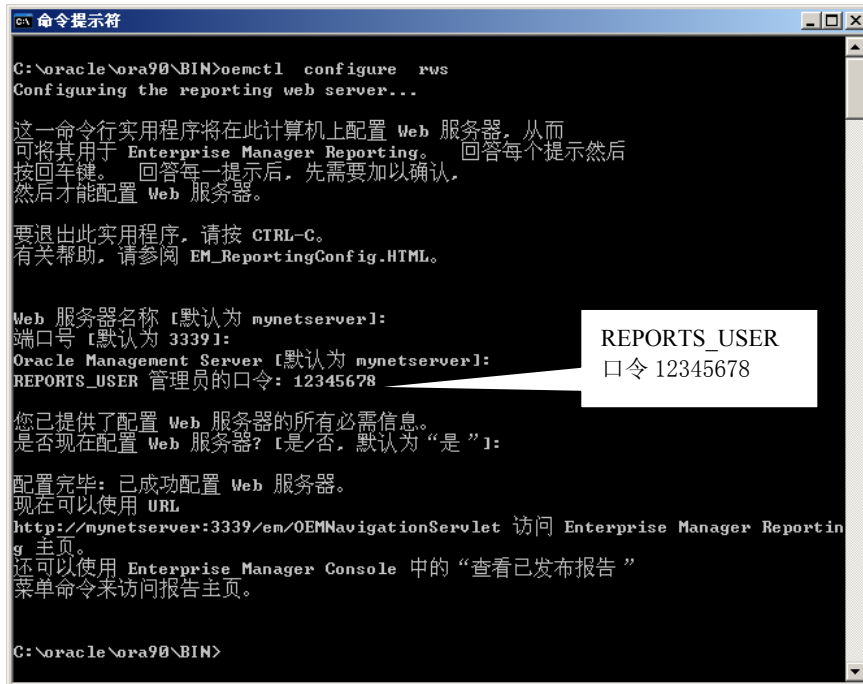 命令提示符
C:\oracle\ora90\BIN>oemctl configure rws
Configuring the reporting web server...
这一命令行实用程序将在此计算机上配置 Web 服务器，从而
可将其用于 Enterprise Manager Reporting。 回答每个提示然后
按回车键。 回答每一提示后，先需要加以确认，
然后才能配置 Web 服务器。
要退出此实用程序，请按 CTRL-C。
有关帮助，请参阅 EM_ReportingConfig.HTML。
Web 服务器名称 [默认为 mynetserver]:
端口号 [默认为 3339]:
Oracle Management Server [默认为 mynetserver]:
REPORTS_USER 管理员的口令: 12345678
REPORTS_USER
口令 12345678
您已提供了配置 Web 服务器的所有必需信息。
是否现在配置 Web 服务器? [是/否，默认为“是 ”]:
配置完毕: 已成功配置 Web 服务器。
现在可以使用 URL
http://mynetserver:3339/em/OEMNavigationServlet 访问 Enterprise Manager Reportin
g 主页。
还可以使用 Enterprise Manager Console 中的“查看已发布报告 ”
菜单命令来访问报告主页。
C:\oracle\ora90\BIN>